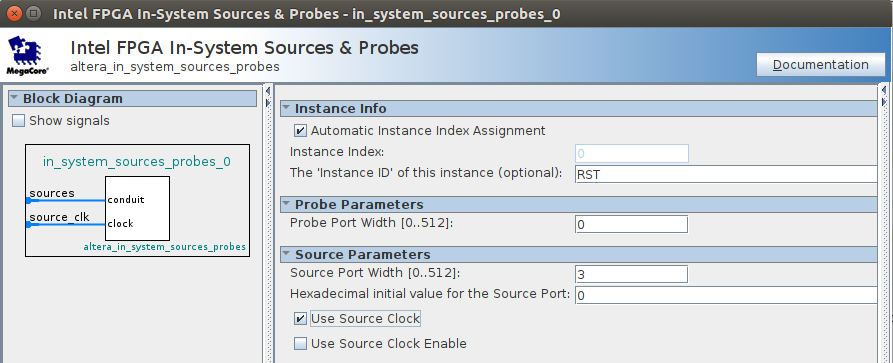 Intel FPGA In-System Sources & Probes - in_system_sources_probes_0
MegaCore®
Intel FPGA In-System Sources & Probes
altera_in_system_sources_probes
Documentation
Block Diagram
Show signals
in_system_sources_probes_0
sources
conduit
source_clk
clock
altera_in_system_sources_probes
Instance Info
Automatic Instance Index Assignment
Instance Index: 0
The 'Instance ID' of this instance (optional): RST
Probe Parameters
Probe Port Width [0..512]: 0
Source Parameters
Source Port Width [0..512]: 3
Hexadecimal initial value for the Source Port: 0
Use Source Clock
Use Source Clock Enable